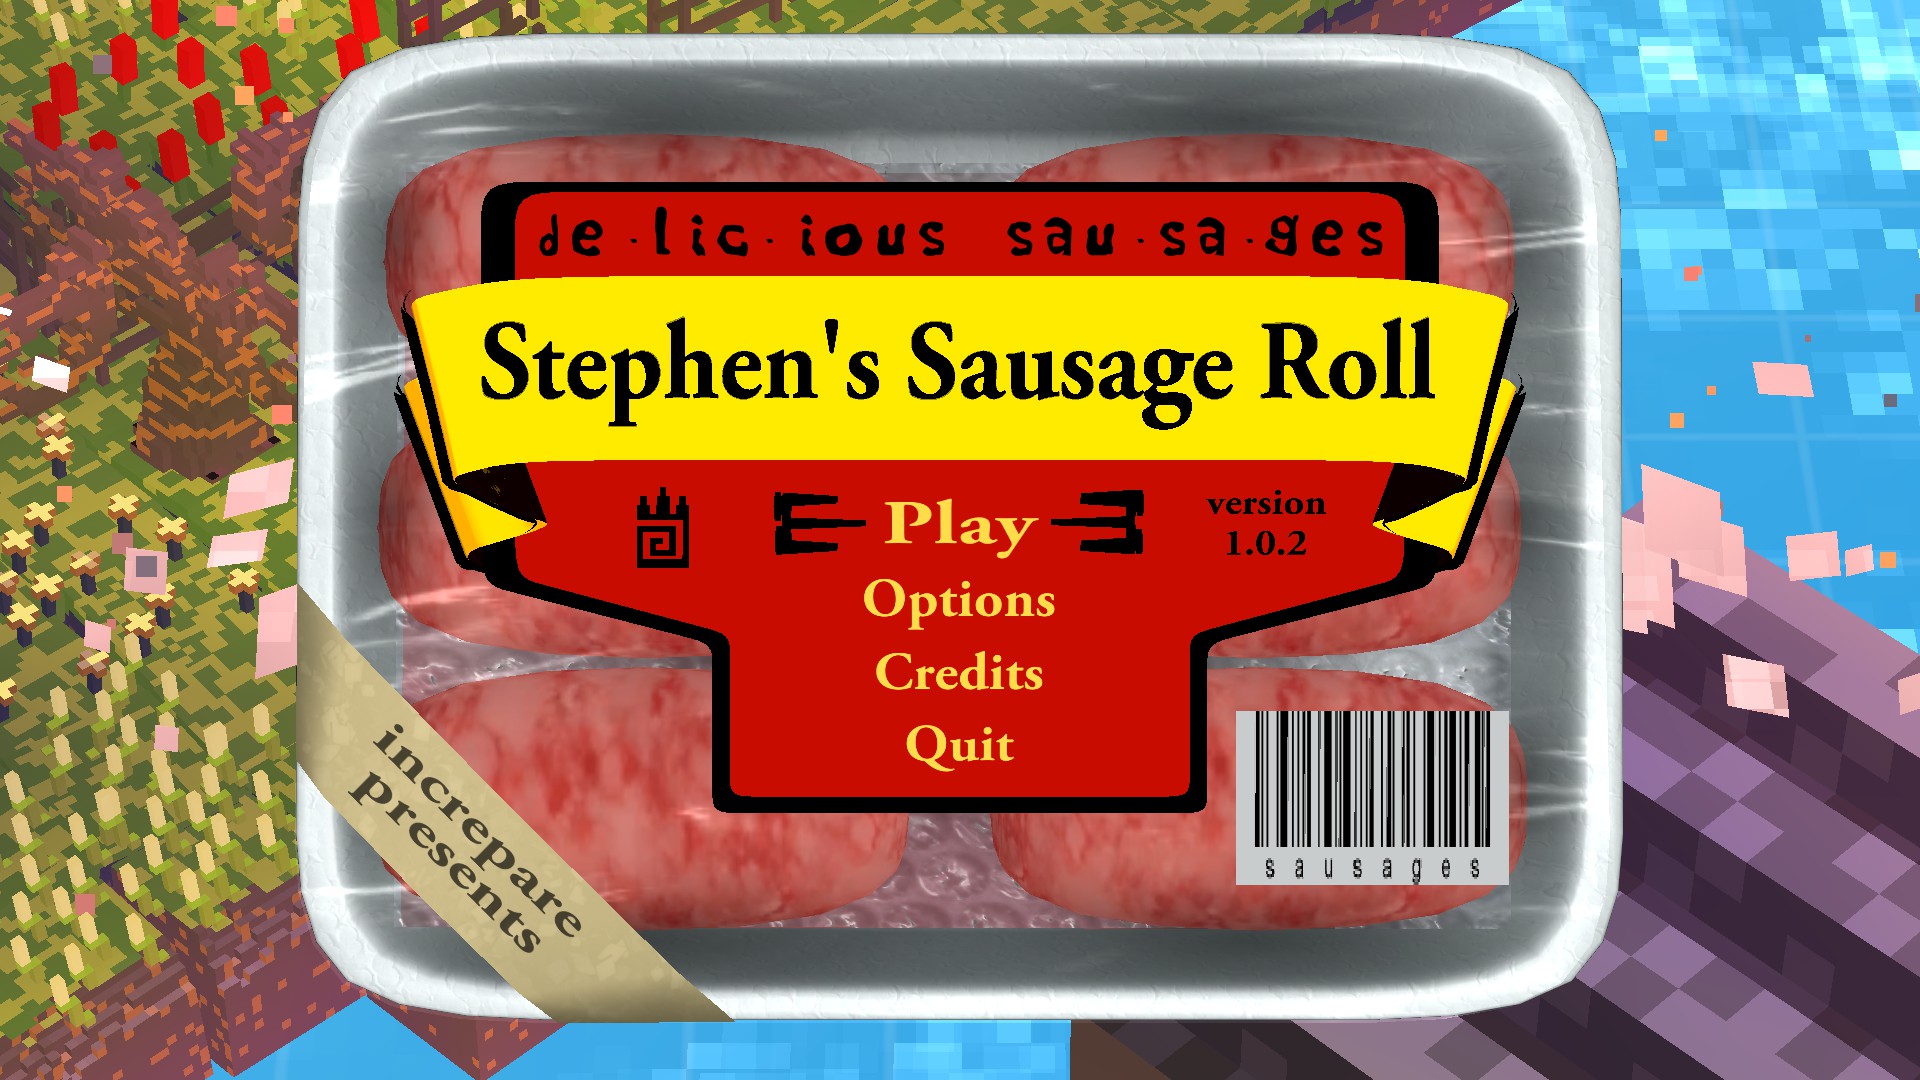 de·lic·ious sau·sa·ges
Stephen's Sausage Roll
Play
version
1.0.2
Options
Credits
Quit
increpare
presents
sausages